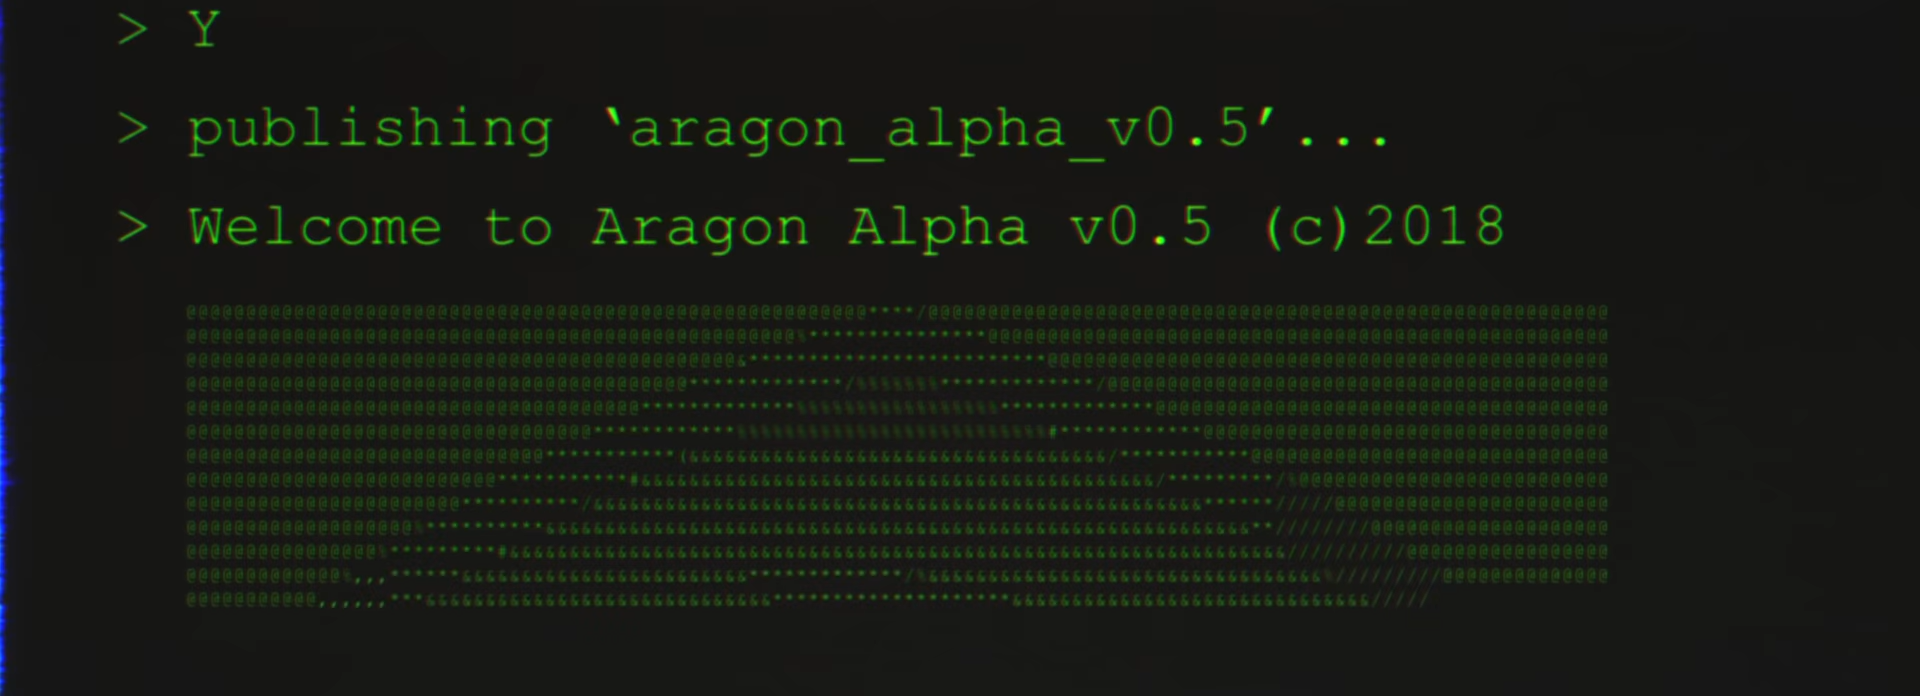 > Y
> publishing ‘aragon_alpha_v0.5’...
> Welcome to Aragon Alpha v0.5 (c)2018